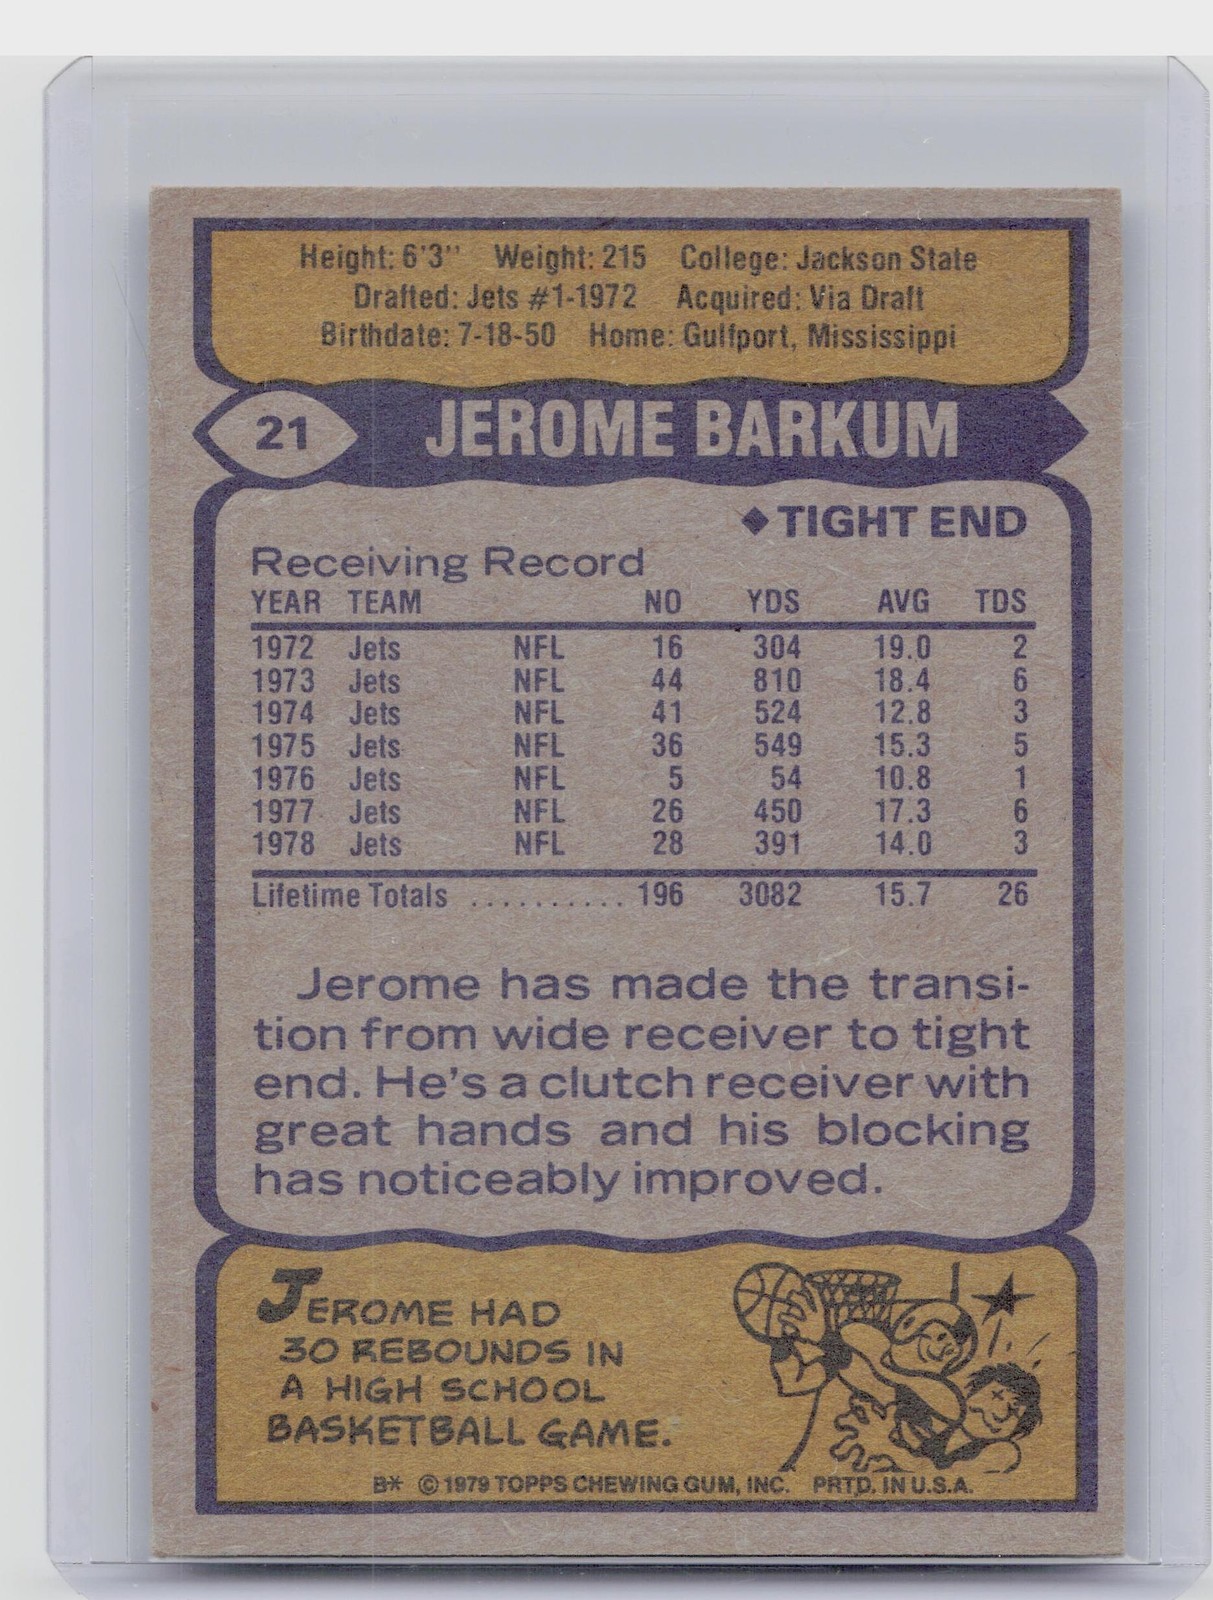 Height: 6'3" Weight: 215 College: Jackson State
Drafted: Jets #1-1972 Acquired: Via Draft
Birthdate: 7-18-50 Home: Gulfport, Mississippi
21 JEROME BARKUM
◆TIGHT END
Receiving Record
YEAR TEAM NO YDS AVG TDS
1972 Jets NFL 16 304 19.0 2
1973 Jets NFL 44 810 18.4 6
1974 Jets NFL 41 524 12.8 3
1975 Jets NFL 36 549 15.3 5
1976 Jets NFL 5 54 10.8 1
1977 Jets NFL 26 450 17.3 6
1978 Jets NFL 28 391 14.0 3
Lifetime Totals .......... 196 3082 15.7 26
Jerome has made the transi-
tion from wide receiver to tight
end. He's a clutch receiver with
great hands and his blocking
has noticeably improved.
JEROME HAD
30 REBOUNDS IN
A HIGH SCHOOL
BASKETBALL GAME.
B* © 1979 TOPPS CHEWING GUM, INC. PRTD. IN U.S.A.